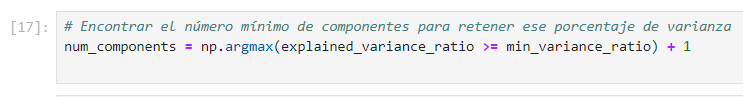 [17]: # Encontrar el número mínimo de componentes para retener ese porcentaje de varianza
num_components = np.argmax(explained_variance_ratio >= min_variance_ratio) + 1